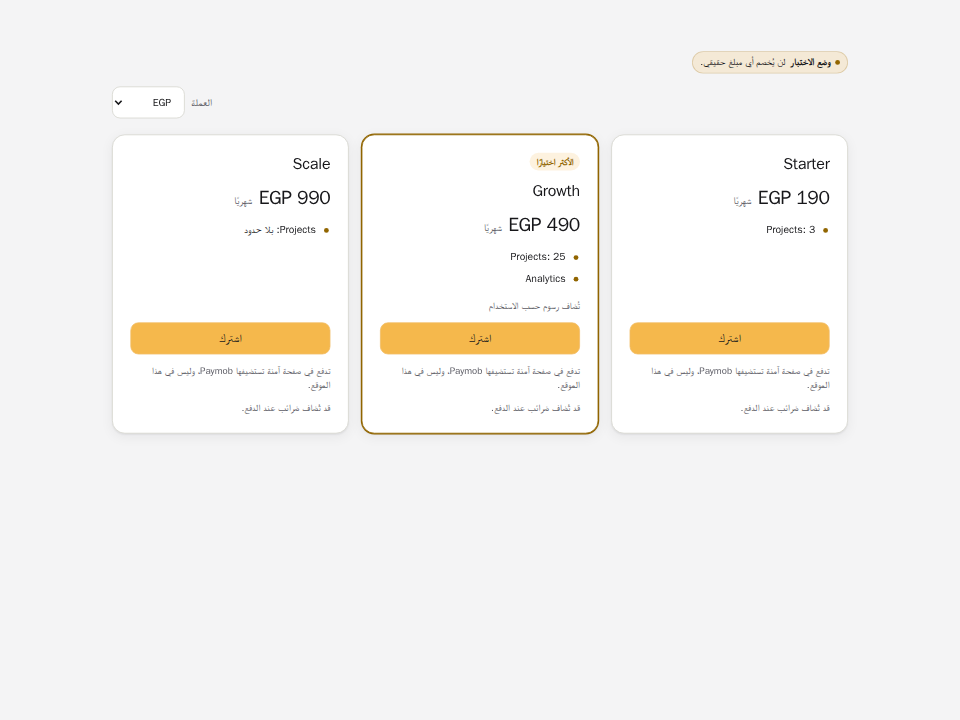 وضع الاختبار لن يُخصم أي مبلغ حقيقي.
العملة EGP
Starter
EGP 190 شهريًا
Projects: 3
اشترك
تدفع في صفحة آمنة تستضيفها Paymob، وليس في هذا
الموقع.
قد تُضاف ضرائب عند الدفع.
الأكثر اختيارًا
Growth
EGP 490 شهريًا
Projects: 25
Analytics
تُضاف رسوم حسب الاستخدام
اشترك
تدفع في صفحة آمنة تستضيفها Paymob، وليس في هذا
الموقع.
قد تُضاف ضرائب عند الدفع.
Scale
EGP 990 شهريًا
Projects: بلا حدود
اشترك
تدفع في صفحة آمنة تستضيفها Paymob، وليس في هذا
الموقع.
قد تُضاف ضرائب عند الدفع.